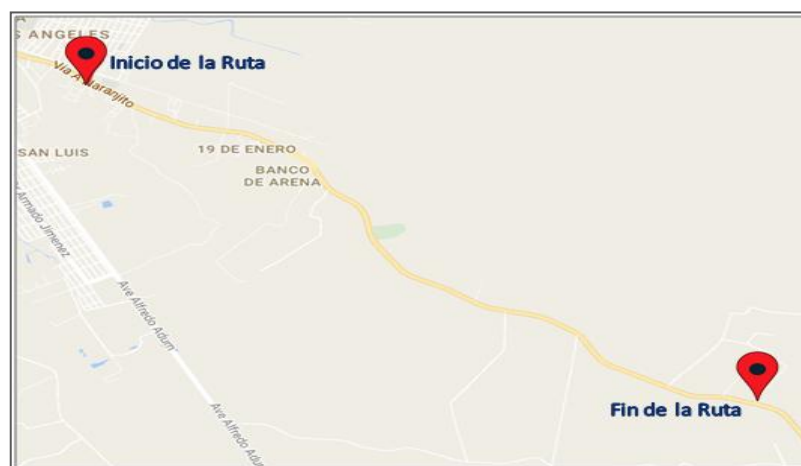 S ANGELES
Inicio de la Ruta
Via A Naranjito
19 DE ENERO
SAN LUIS
BANCO
DE ARENA
Armado Jimenez
Ave Alfredo Adum
Fin de la Ruta
Ave Alfredo Adum